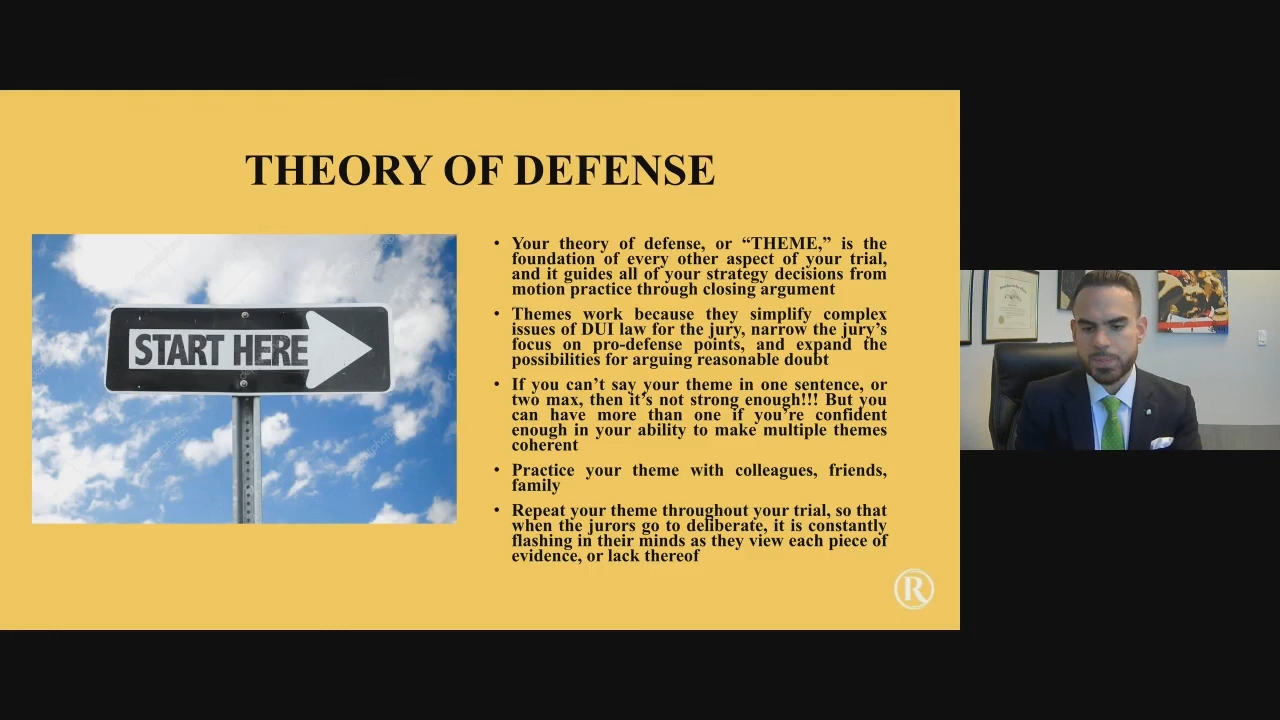 THEORY OF DEFENSE
START HERE
• Your theory of defense, or “THEME,” is the
foundation of every other aspect of your trial,
and it guides all of your strategy decisions from
motion practice through closing argument
• Themes work because they simplify complex
issues of DUI law for the jury, narrow the jury’s
focus on pro-defense points, and expand the
possibilities for arguing reasonable doubt
• If you can’t say your theme in one sentence, or
two max, then it’s not strong enough!!! But you
can have more than one if you’re confident
enough in your ability to make multiple themes
coherent
• Practice your theme with colleagues, friends,
family
• Repeat your theme throughout your trial, so that
when the jurors go to deliberate, it is constantly
flashing in their minds as they view each piece of
evidence, or lack thereof
R